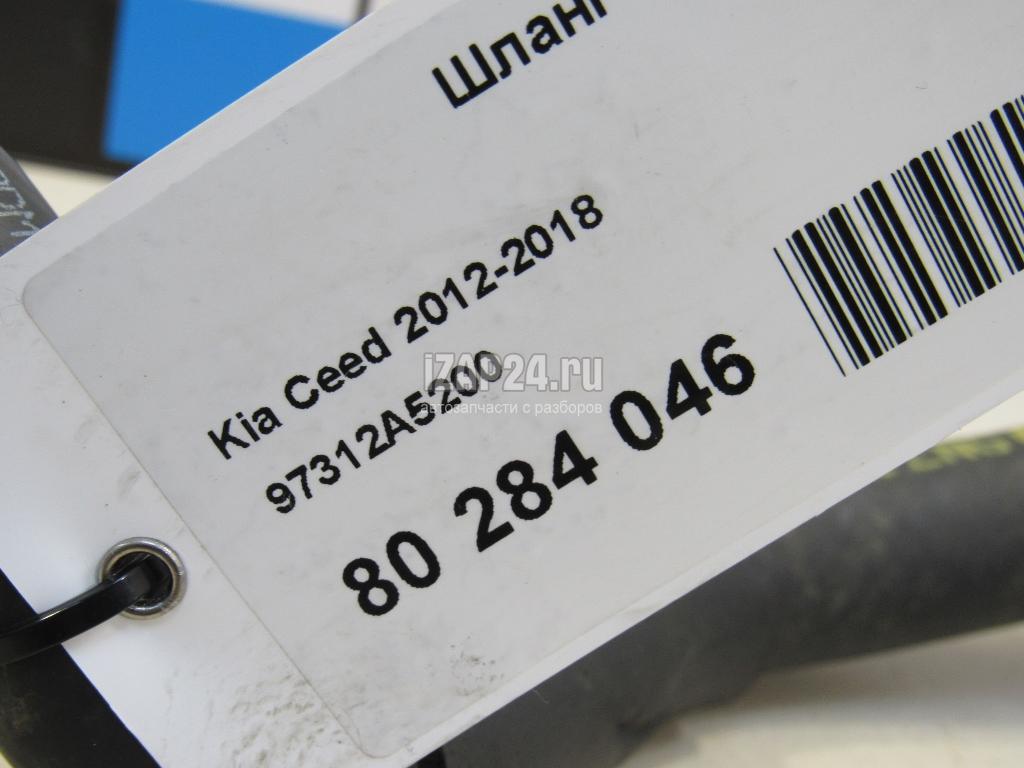 Шланг
Kia Ceed 2012-2018
97312A5200
80 284 046
iZAP24.ru
автозапчасти с разборов